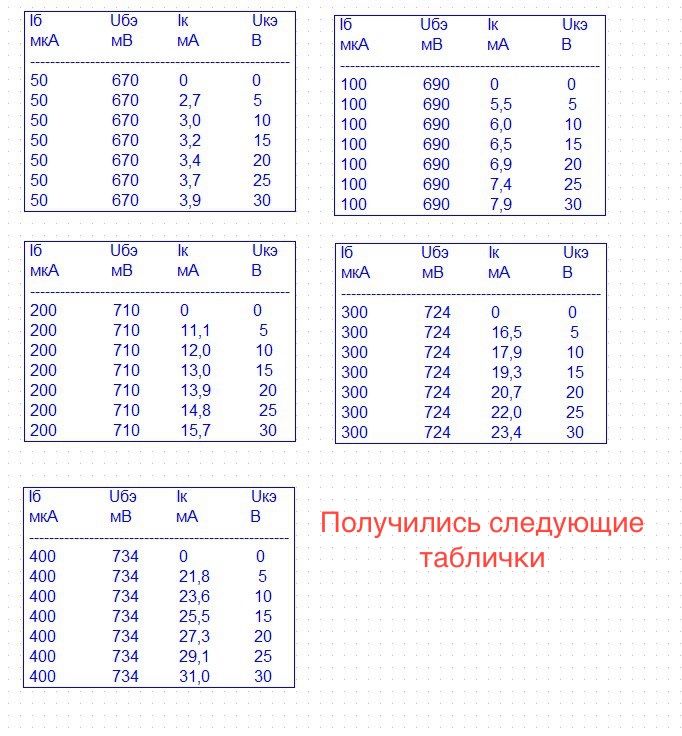 Iб Uбэ Iк Uкэ
мкА мВ мА В
--------------------------------------------------
50 670 0 0
50 670 2,7 5
50 670 3,0 10
50 670 3,2 15
50 670 3,4 20
50 670 3,7 25
50 670 3,9 30
Iб Uбэ Iк Uкэ
мкА мВ мА В
--------------------------------------------------
100 690 0 0
100 690 5,5 5
100 690 6,0 10
100 690 6,5 15
100 690 6,9 20
100 690 7,4 25
100 690 7,9 30
Iб Uбэ Iк Uкэ
мкА мВ мА В
--------------------------------------------------
200 710 0 0
200 710 11,1 5
200 710 12,0 10
200 710 13,0 15
200 710 13,9 20
200 710 14,8 25
200 710 15,7 30
Iб Uбэ Iк Uкэ
мкА мВ мА В
--------------------------------------------------
300 724 0 0
300 724 16,5 5
300 724 17,9 10
300 724 19,3 15
300 724 20,7 20
300 724 22,0 25
300 724 23,4 30
Iб Uбэ Iк Uкэ
мкА мВ мА В
--------------------------------------------------
400 734 0 0
400 734 21,8 5
400 734 23,6 10
400 734 25,5 15
400 734 27,3 20
400 734 29,1 25
400 734 31,0 30
Получились следующие
таблички